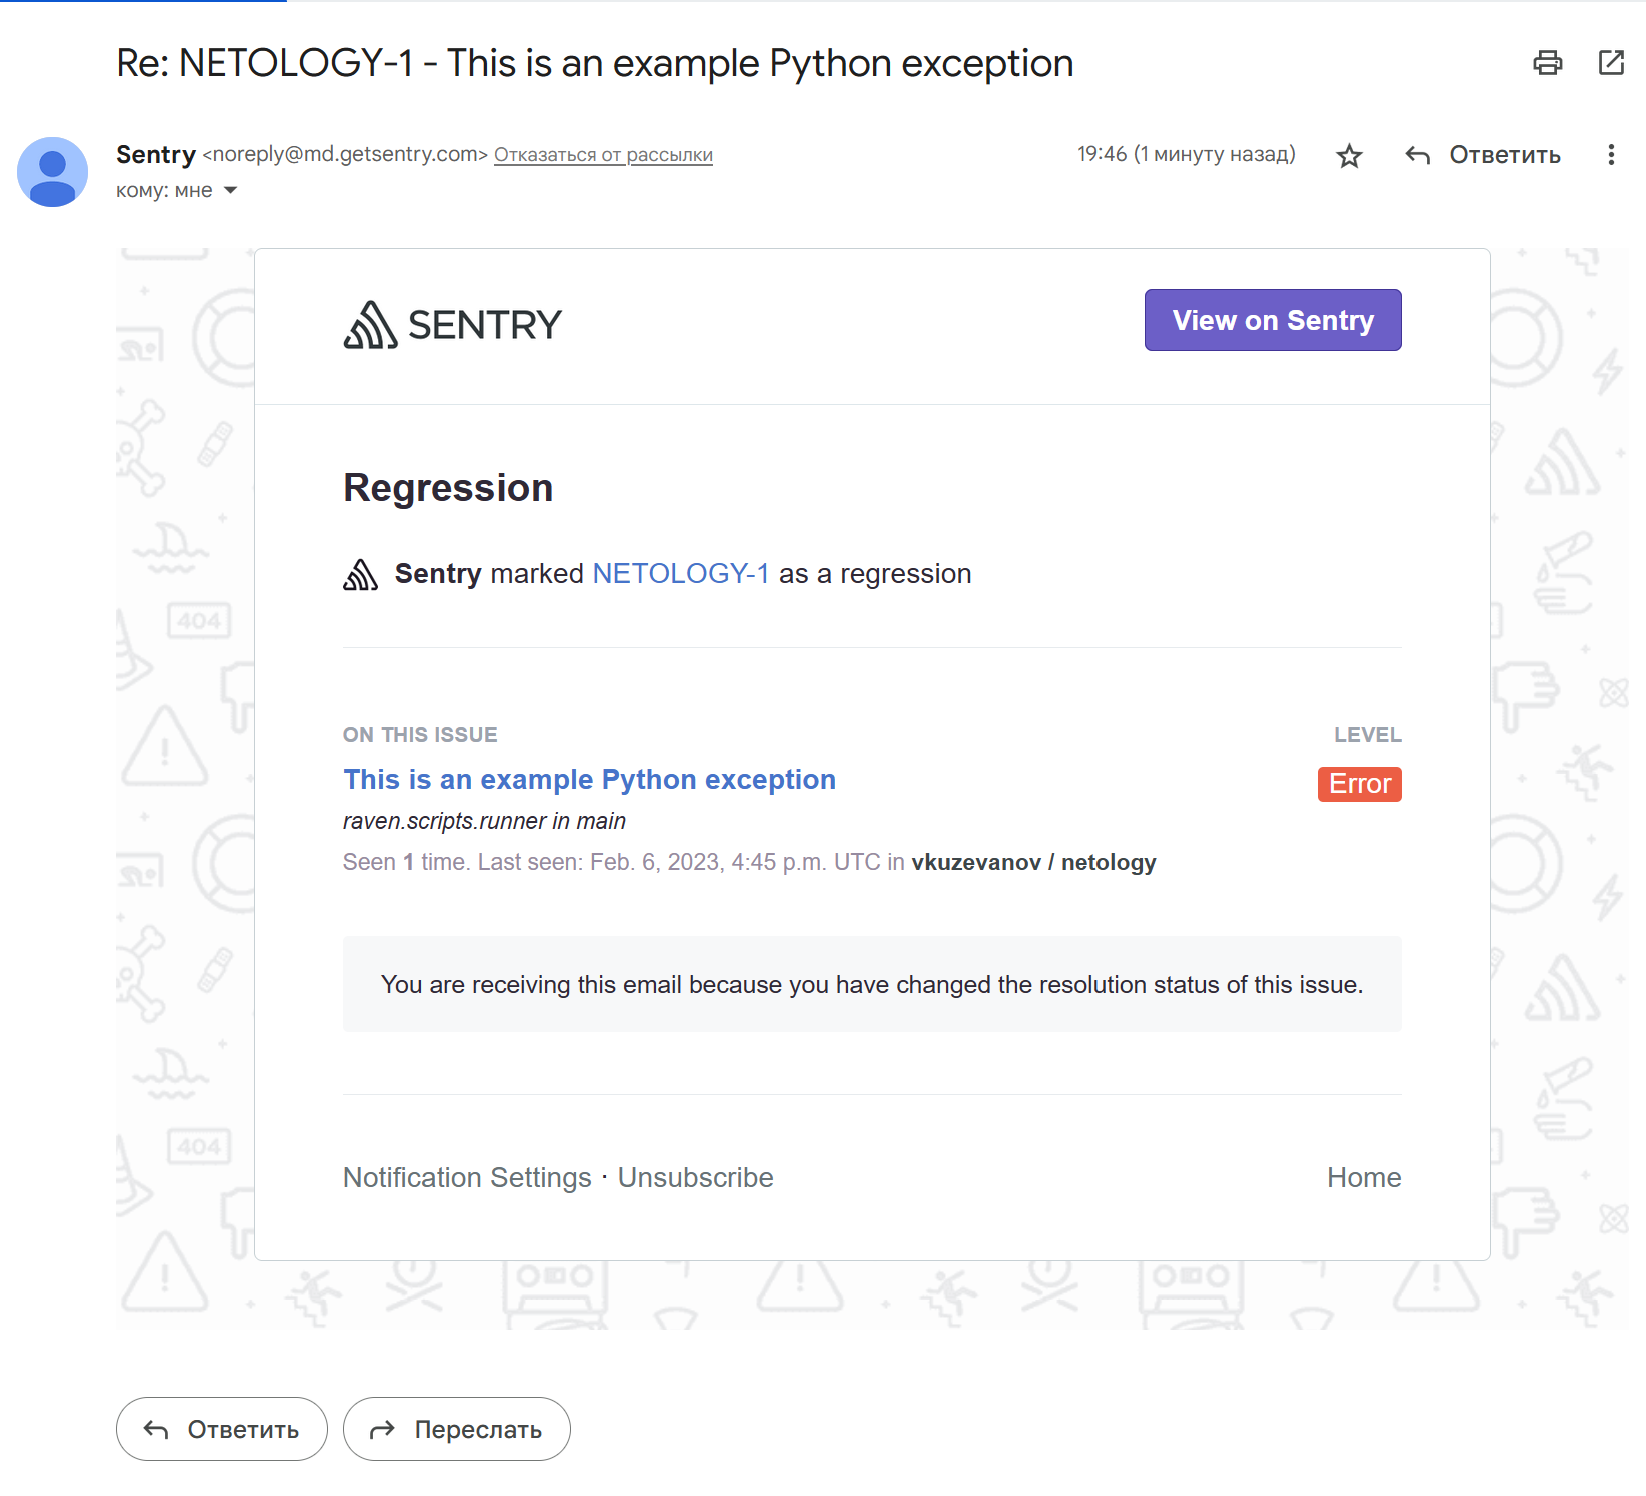 Re: NETOLOGY-1 - This is an example Python exception
Sentry <noreply@md.getsentry.com> Отказаться от рассылки
19:46 (1 минуту назад)
Ответить
кому: мне
SENTRY
View on Sentry
Regression
Sentry marked NETOLOGY-1 as a regression
ON THIS ISSUE
LEVEL
This is an example Python exception
Error
raven.scripts.runner in main
Seen 1 time. Last seen: Feb. 6, 2023, 4:45 p.m. UTC in vkuzevanov / netology
You are receiving this email because you have changed the resolution status of this issue.
Notification Settings · Unsubscribe
Home
404
404
Ответить
Переслать